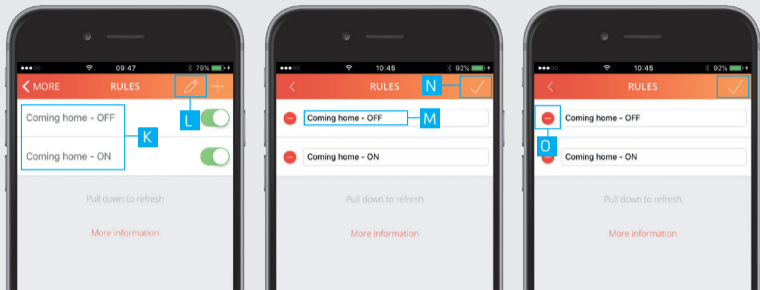 09:47
79%
MORE
RULES
L
Coming home - OFF
K
Coming home - ON
Pull down to refresh
More information
10:45
92%
RULES
N
Coming home - OFF
M
Coming home - ON
Pull down to refresh
More information
10:45
92%
RULES
Coming home - OFF
O
Coming home - ON
Pull down to refresh
More information